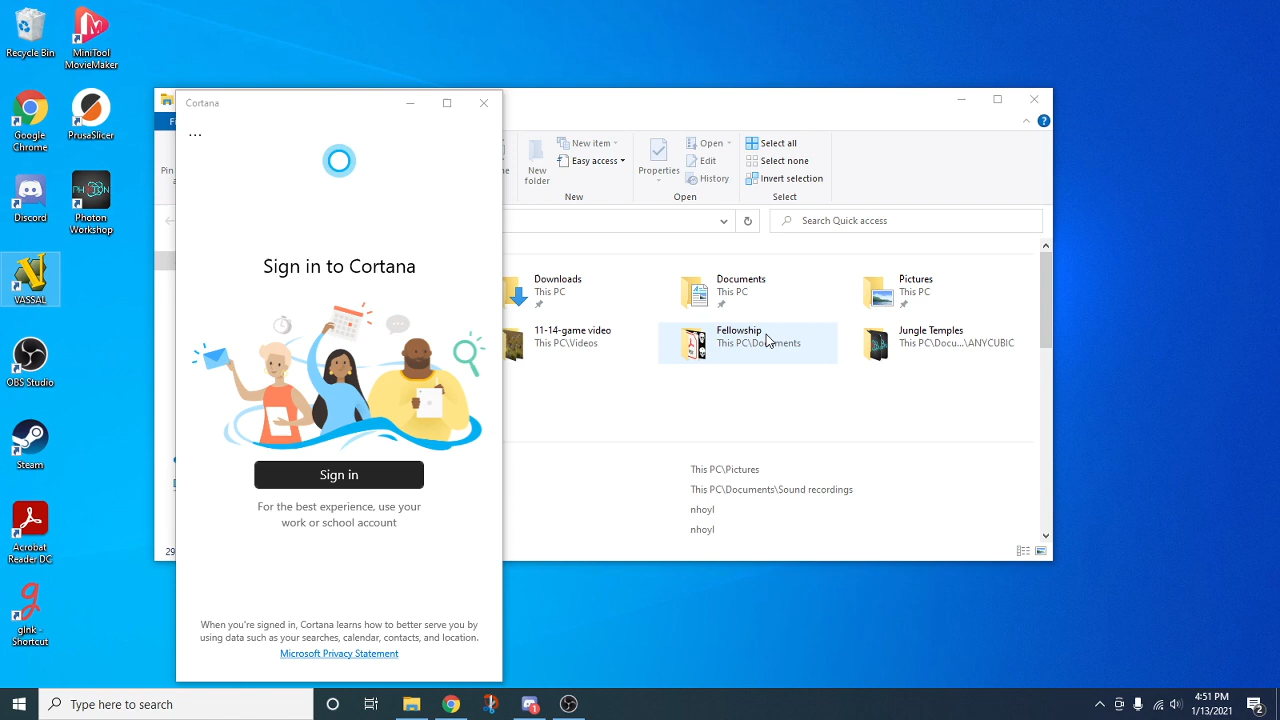 Recycle Bin
MiniTool
MovieMaker
Google
Chrome
PrusaSlicer
Discord
PHOTON
Photon
Workshop
VASSAL
OBS Studio
Steam
Acrobat
Reader DC
gInk -
Shortcut
Cortana
...
Sign in to Cortana
Sign in
For the best experience, use your
work or school account
When you're signed in, Cortana learns how to better serve you by
using data such as your searches, calendar, contacts, and location.
Microsoft Privacy Statement
New
folder
New item
Easy access
New
Properties
Open
Edit
History
Open
Select all
Select none
Invert selection
Select
Search Quick access
Downloads
This PC
Documents
This PC
Pictures
This PC
11-14-game video
This PC\Videos
Fellowship
This PC\Documents
Jungle Temples
This PC\Docu...\ANYCUBIC
This PC\Pictures
This PC\Documents\Sound recordings
nhoyl
nhoyl
29
Type here to search
4:51 PM
1/13/2021